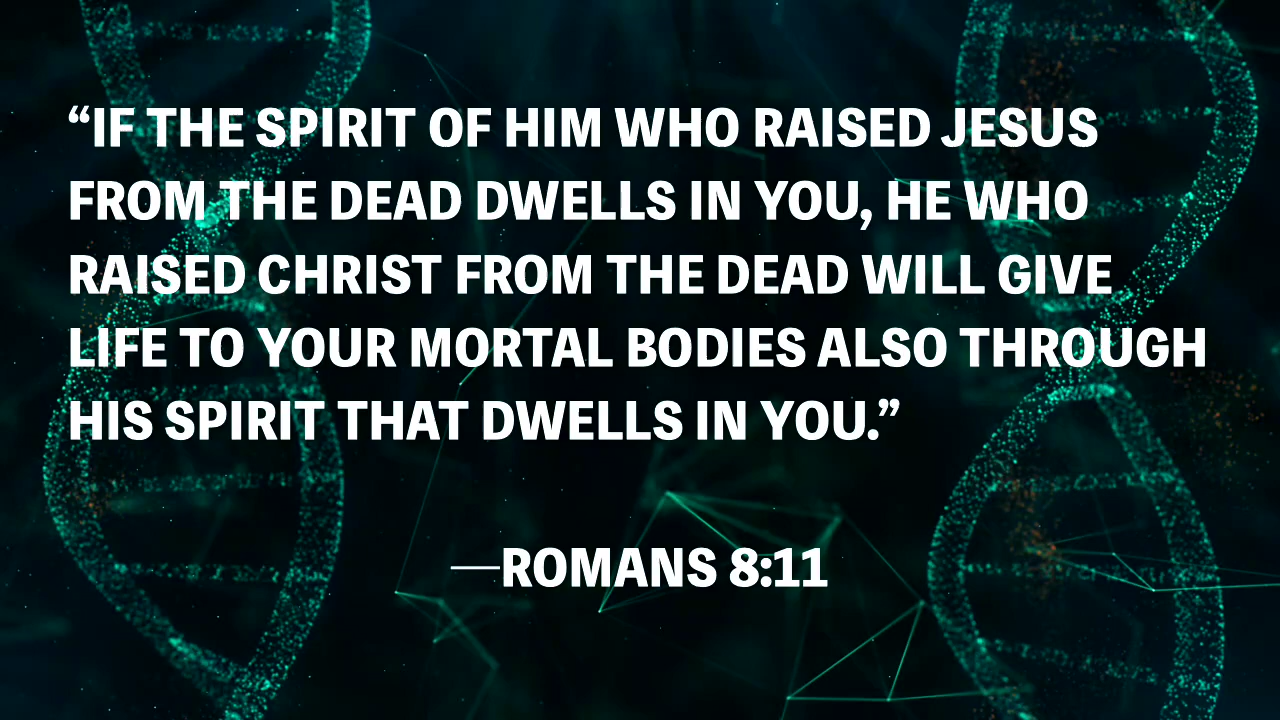 “IF THE SPIRIT OF HIM WHO RAISED JESUS
FROM THE DEAD DWELLS IN YOU, HE WHO
RAISED CHRIST FROM THE DEAD WILL GIVE
LIFE TO YOUR MORTAL BODIES ALSO THROUGH
HIS SPIRIT THAT DWELLS IN YOU.”
—ROMANS 8:11